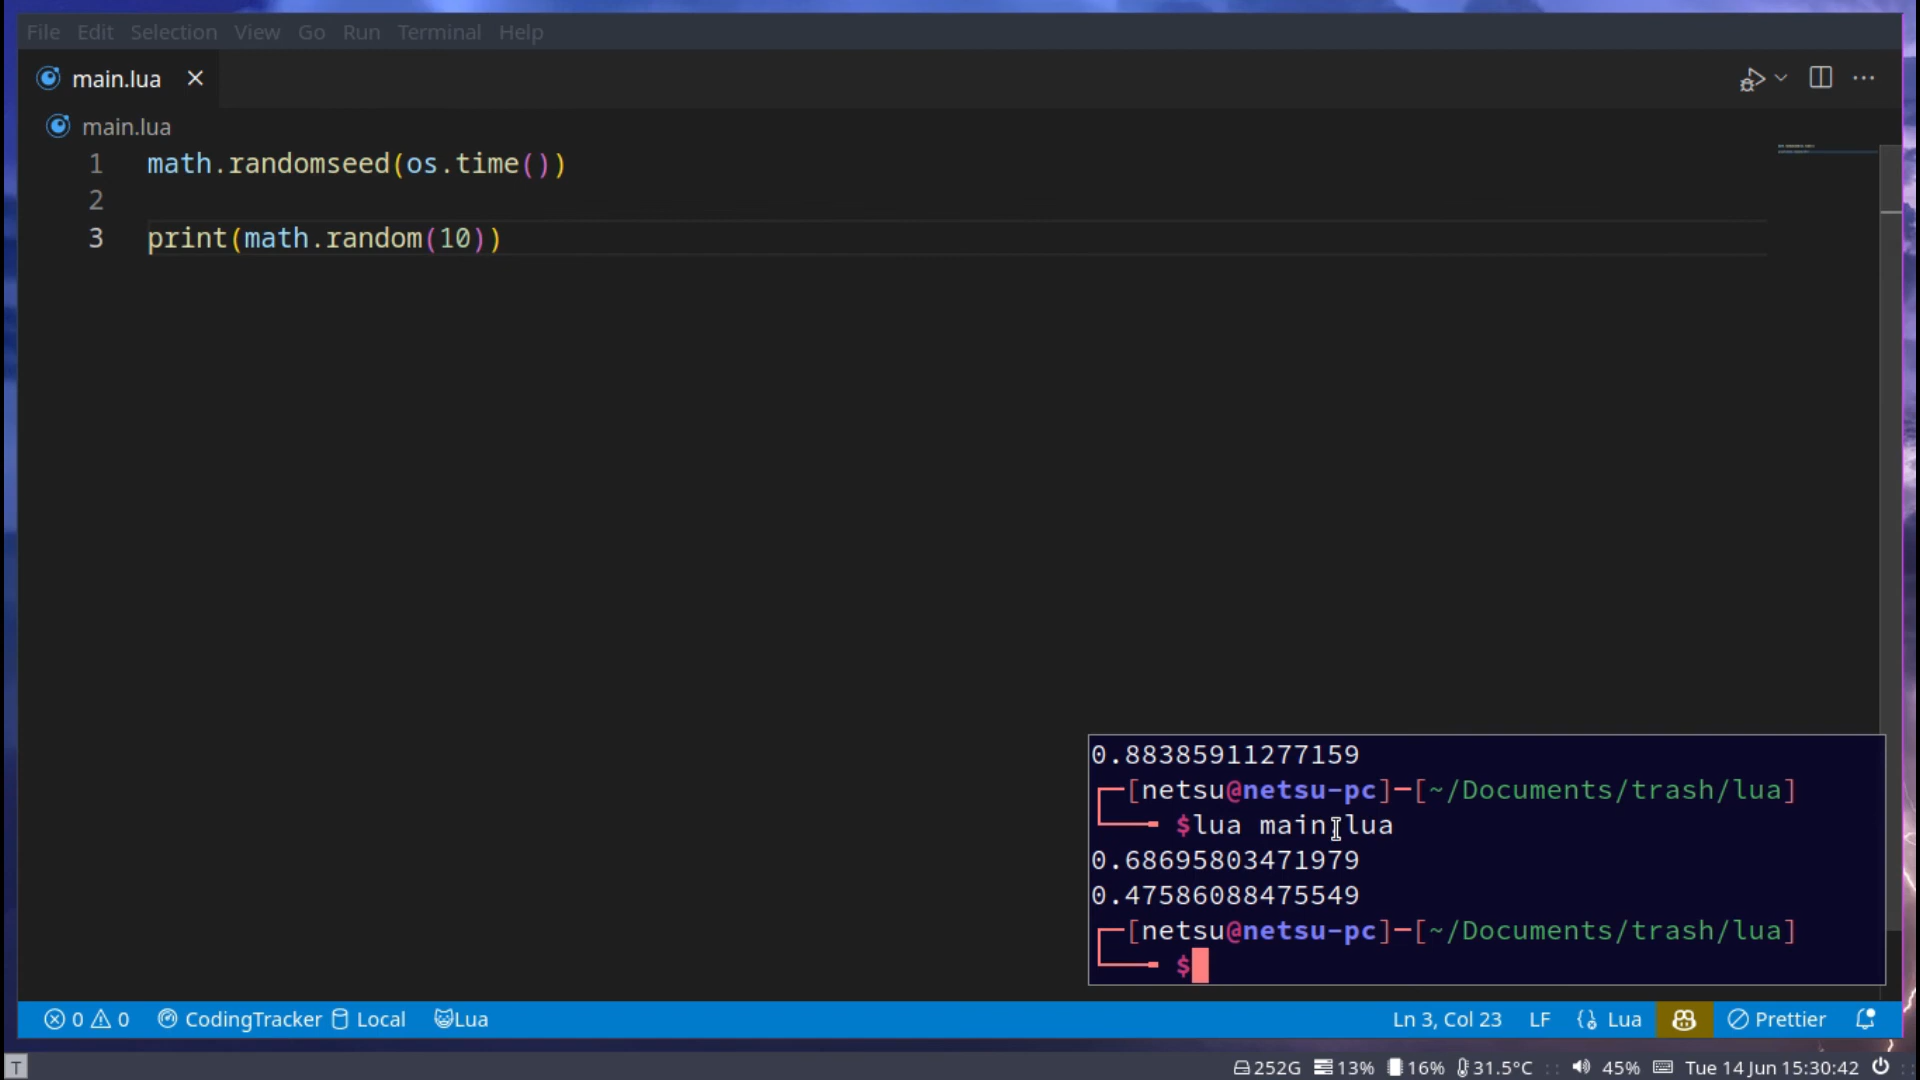 File Edit Selection View Go Run Terminal Help
main.lua
main.lua
1 math.randomseed(os.time())
2
3 print(math.random(10))
0.88385911277159
[netsu@netsu-pc]-[~/Documents/trash/lua]
$lua main.lua
0.68695803471979
0.47586088475549
[netsu@netsu-pc]-[~/Documents/trash/lua]
$
0 0 CodingTracker Local Lua Ln 3, Col 23 LF Lua Prettier
T 252G 13% 16% 31.5°C 45% Tue 14 Jun 15:30:42